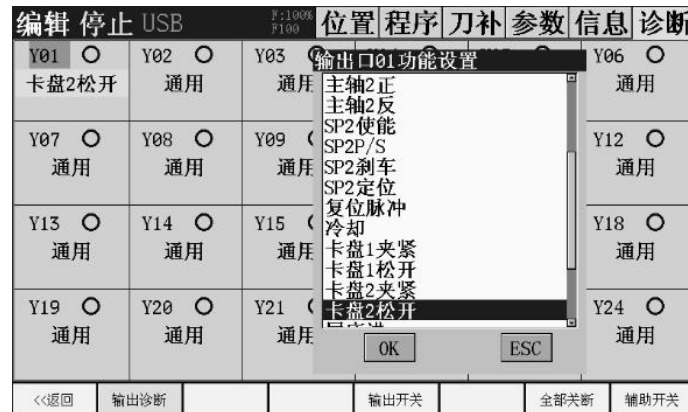 编辑 停止 USB F:100% F100 位置 程序 刀补 参数 信息 诊断
Y01 Y02 Y03 输出口01功能设置 Y06
卡盘2松开 通用 通用 通用
主轴2正
主轴2反
SP2使能
SP2P/S
SP2刹车
SP2定位
复位脉冲
冷却
卡盘1夹紧
卡盘1松开
卡盘2夹紧
卡盘2松开
OK ESC
Y07 Y08 Y09 Y12
通用 通用 通用 通用
Y13 Y14 Y15 Y18
通用 通用 通用 通用
Y19 Y20 Y21 Y24
通用 通用 通用 通用
<<返回 输出诊断 输出开关 全部关断 辅助开关